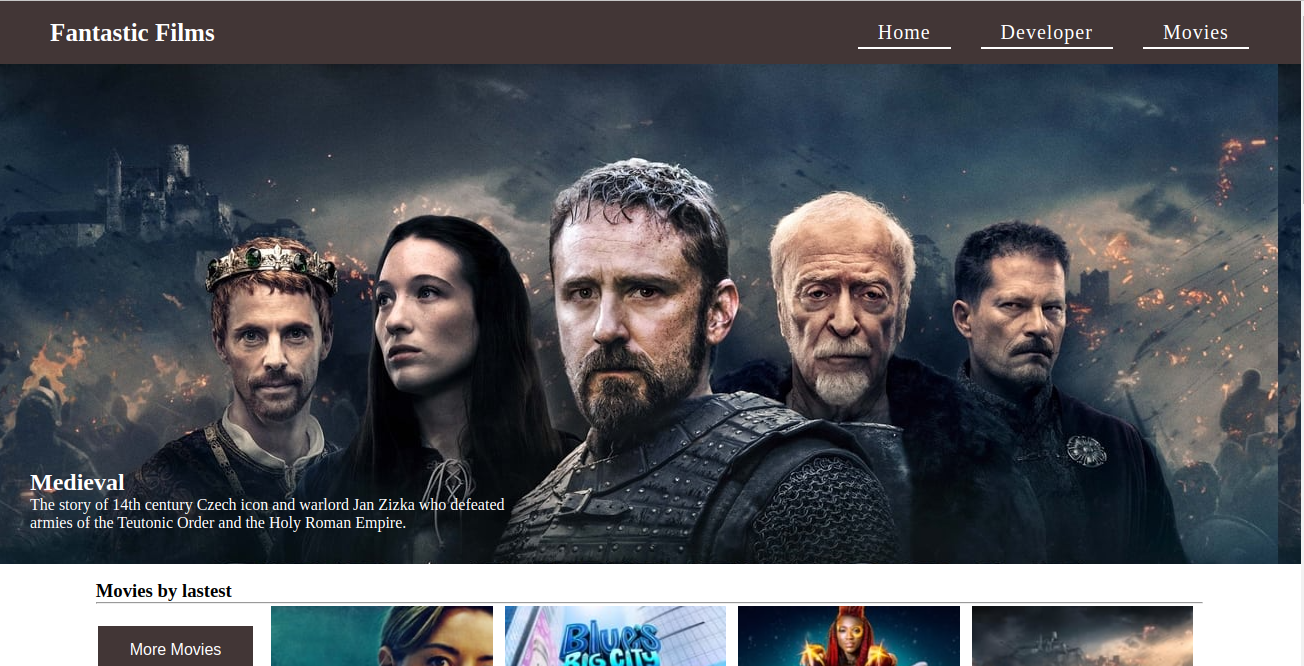 Fantastic Films
Home Developer Movies
Medieval
The story of 14th century Czech icon and warlord Jan Zizka who defeated
armies of the Teutonic Order and the Holy Roman Empire.
Movies by lastest
More Movies
BLUE'S
BIG CITY